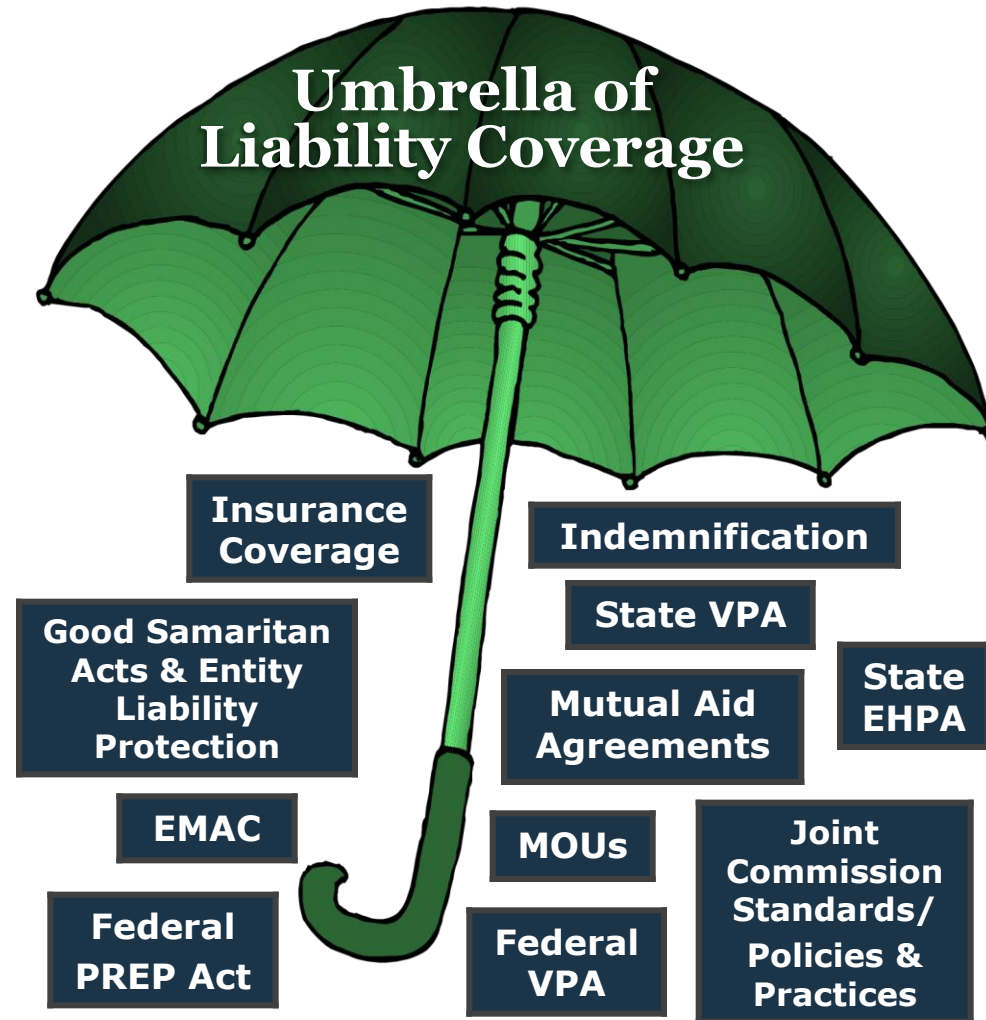 Umbrella of
Liability Coverage
Insurance
Coverage
Indemnification
State VPA
Good Samaritan
Acts & Entity
Liability
Protection
State
EHPA
Mutual Aid
Agreements
EMAC
MOUs
Joint
Commission
Standards/
Policies &
Practices
Federal
PREP Act
Federal
VPA